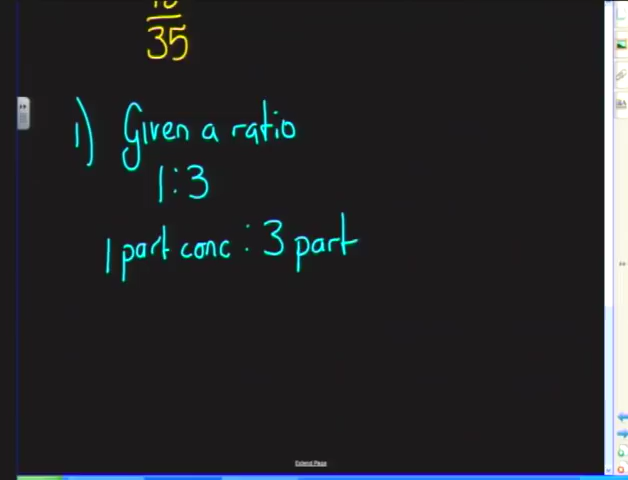 35
1) Given a ratio
1:3
1 part conc : 3 part
Extend Page